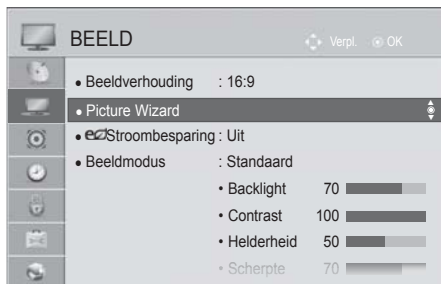 BEELD Verpl. OK
• Beeldverhouding : 16:9
• Picture Wizard
• eco Stroombesparing : Uit
• Beeldmodus : Standaard
• Backlight 70
• Contrast 100
• Helderheid 50
• Scherpte 70